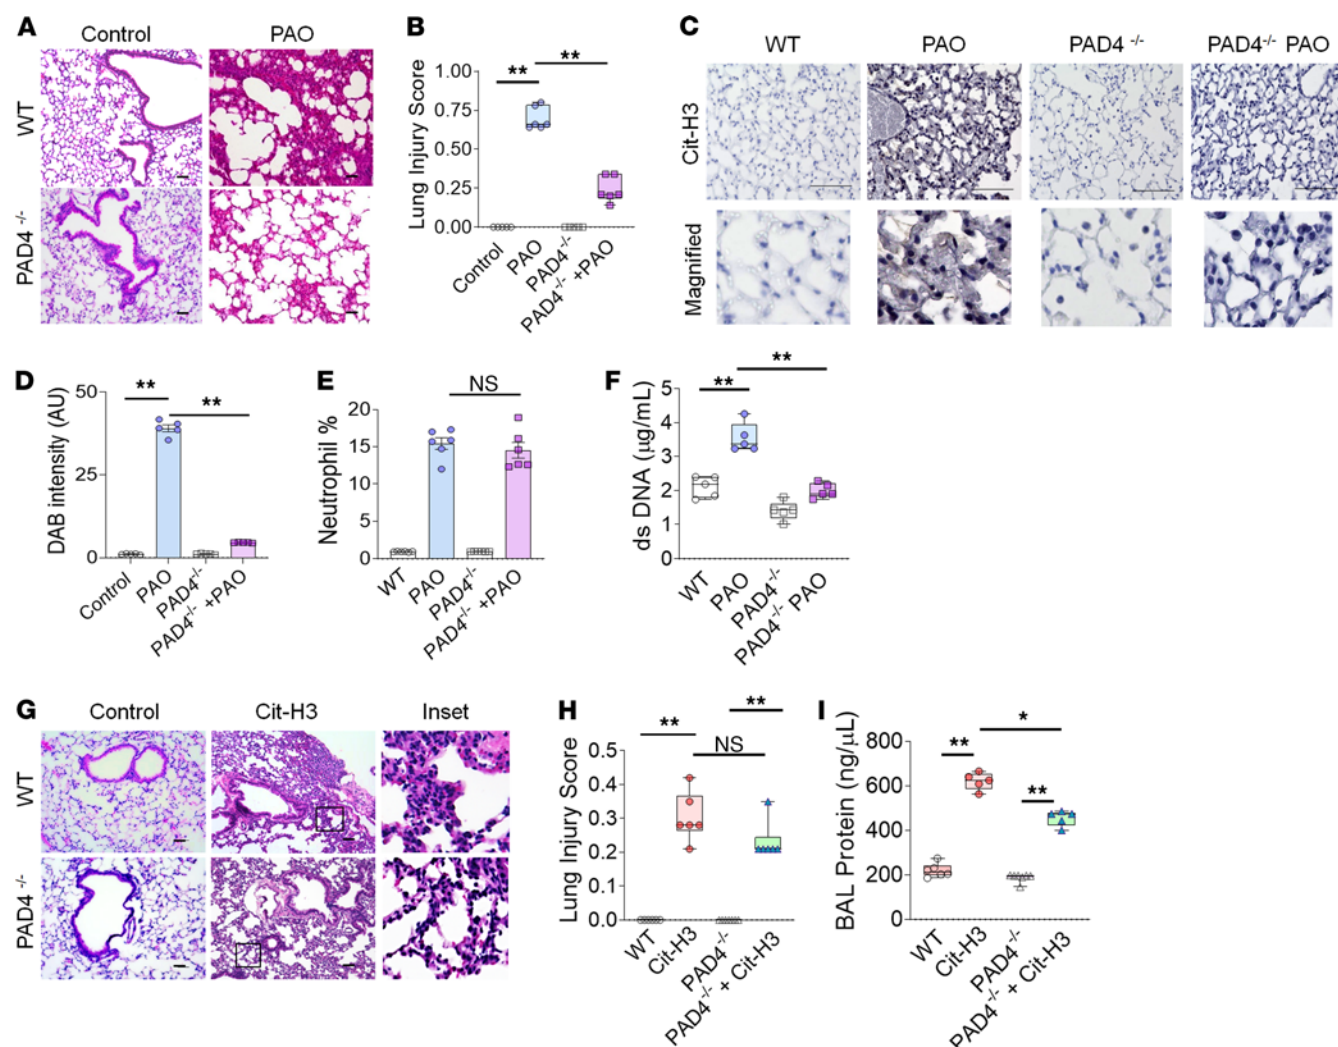 A
Control PAO
WT
PAD4 -/-
B
Lung Injury Score
1.00
0.75
0.50
0.25
0.00
** **
Control
PAO
PAD4-/-
PAD4-/- +PAO
C
WT PAO PAD4 -/- PAD4-/- PAO
Cit-H3
Magnified
D
DAB intensity (AU)
50
25
0
** **
Control
PAO
PAD4-/-
PAD4-/- +PAO
E
Neutrophil %
20
15
10
5
0
NS
WT
PAO
PAD4-/-
PAD4-/- +PAO
F
ds DNA (μg/mL)
5
4
3
2
1
0
** **
WT
PAO
PAD4-/-
PAD4-/- PAO
G
Control Cit-H3 Inset
WT
PAD4 -/-
H
Lung Injury Score
0.5
0.4
0.3
0.2
0.1
0.0
** NS **
WT
Cit-H3
PAD4-/-
PAD4-/- + Cit-H3
I
BAL Protein (ng/μL)
800
600
400
200
0
** * **
WT
Cit-H3
PAD4-/-
PAD4-/- + Cit-H3